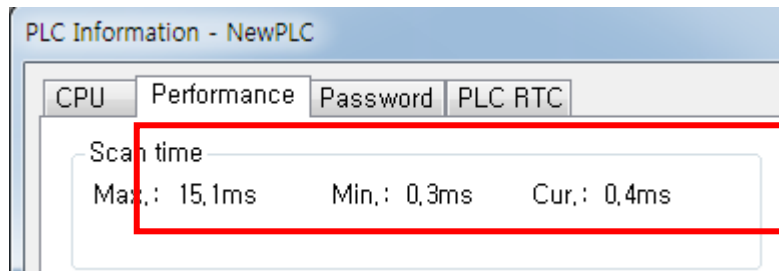 PLC Information - NewPLC
CPU Performance Password PLC RTC
Scan time
Max.: 15.1ms Min.: 0.3ms Cur.: 0.4ms